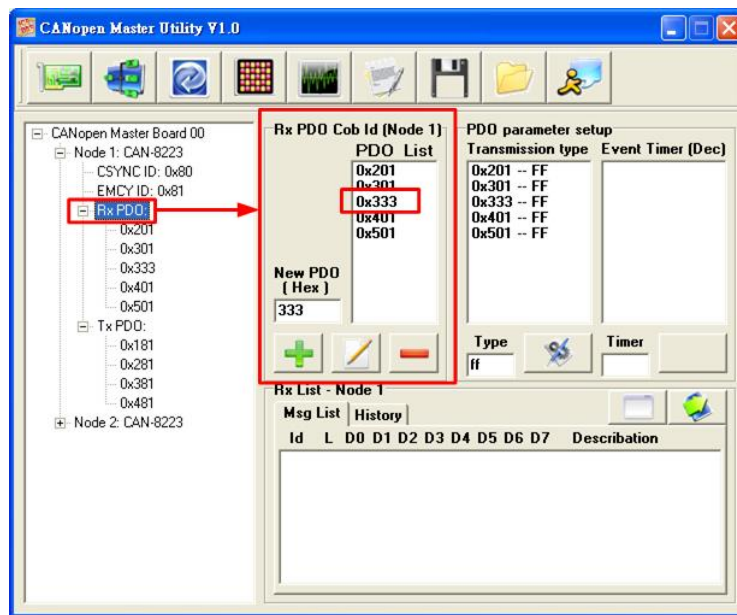 CANopen Master Utility V1.0
CANopen Master Board 00
Node 1: CAN-8223
CSYNC ID: 0x80
EMCY ID: 0x81
Rx PDO:
0x201
0x301
0x333
0x401
0x501
Tx PDO:
0x181
0x281
0x381
0x481
Node 2: CAN-8223
Rx PDO Cob Id (Node 1)
PDO List
0x201
0x301
0x333
0x401
0x501
New PDO
( Hex )
333
PDO parameter setup
Transmission type Event Timer (Dec)
0x201 -- FF
0x301 -- FF
0x333 -- FF
0x401 -- FF
0x501 -- FF
Type
ff
Timer
Rx List - Node 1
Msg List History
Id L D0 D1 D2 D3 D4 D5 D6 D7 Describation